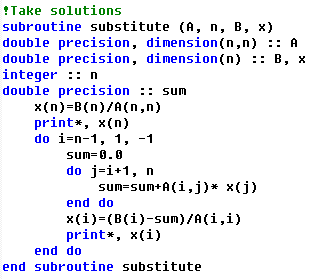 !Take solutions
subroutine substitute (A, n, B, x)
double precision, dimension(n,n) :: A
double precision, dimension(n) :: B, x
integer :: n
double precision :: sum
    x(n)=B(n)/A(n,n)
    print*, x(n)
    do i=n-1, 1, -1
        sum=0.0
        do j=i+1, n
            sum=sum+A(i,j)* x(j)
        end do
        x(i)=(B(i)-sum)/A(i,i)
        print*, x(i)
    end do
end subroutine substitute